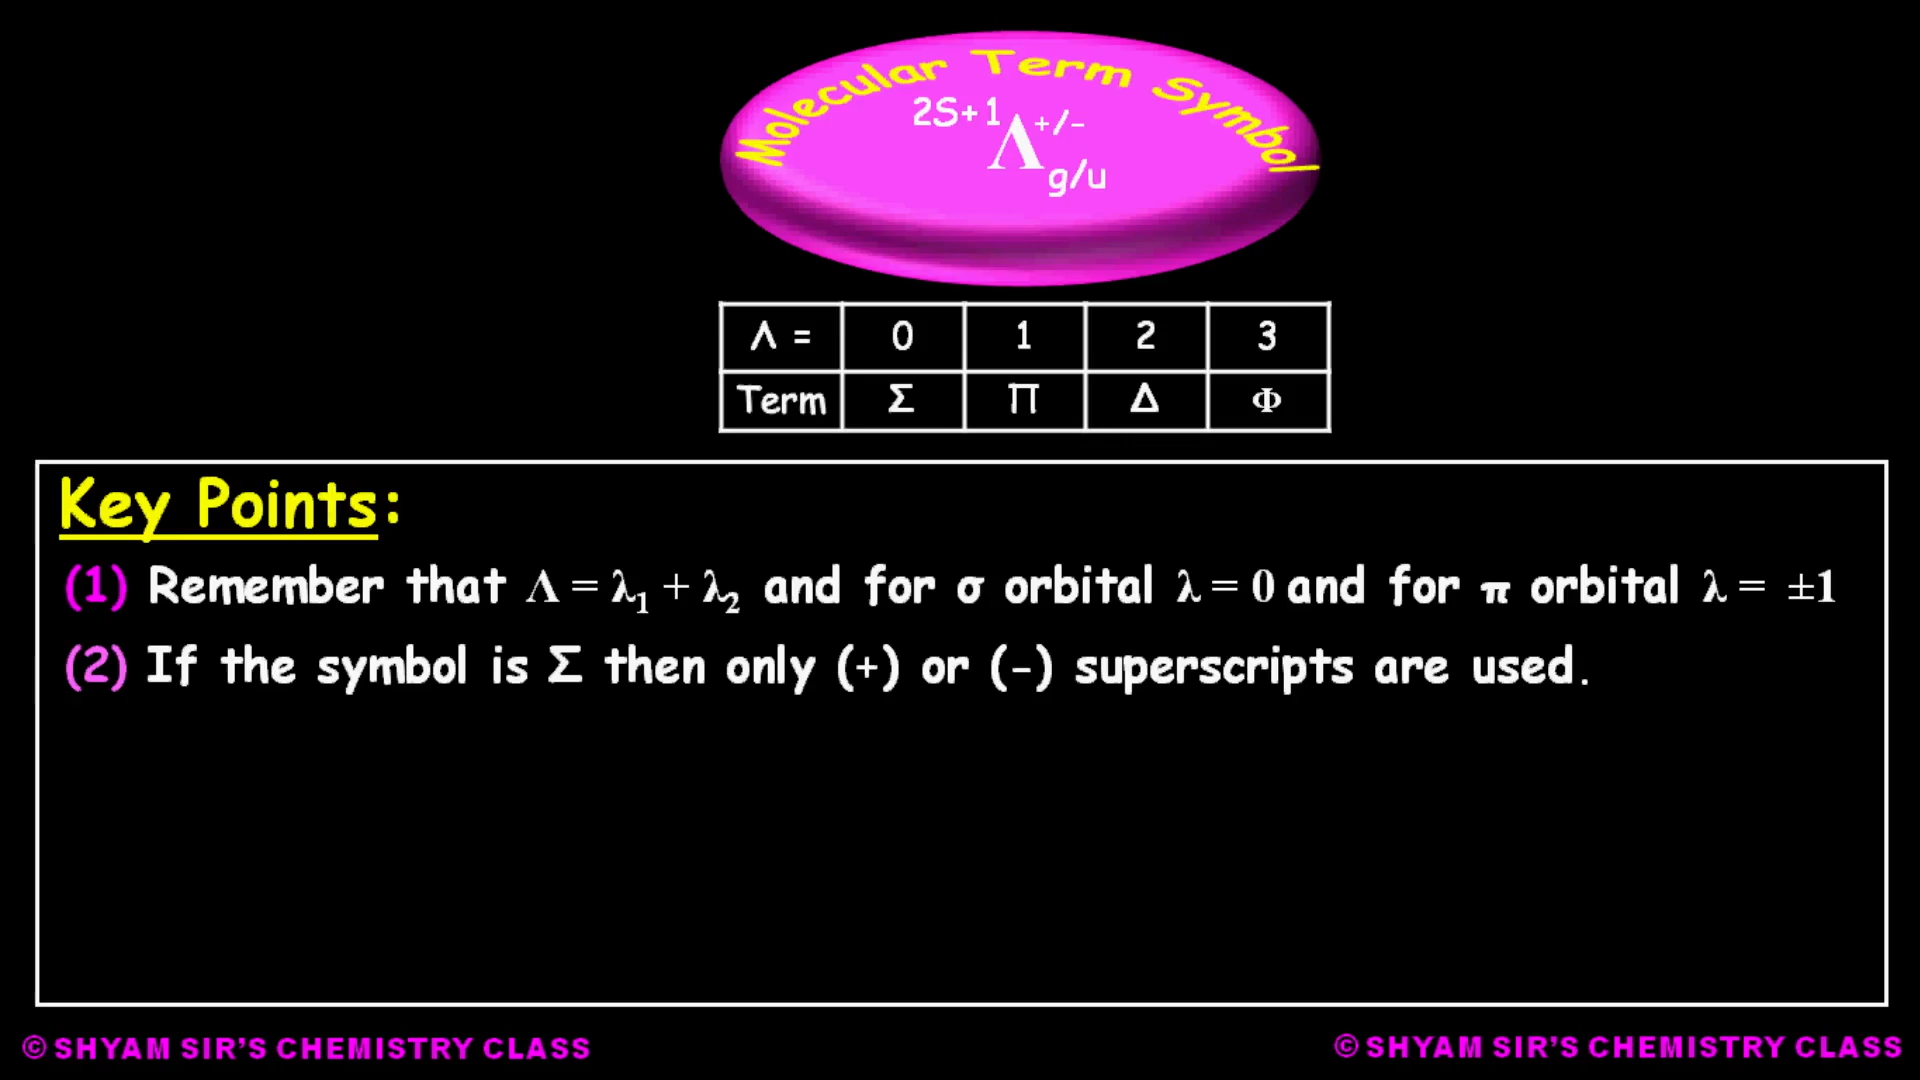 Molecular Term Symbol
2S+1Λ+/-g/u
Λ = 0 1 2 3
Term Σ Π Δ Φ
Key Points:
(1) Remember that Λ = λ1 + λ2 and for σ orbital λ = 0 and for π orbital λ = ±1
(2) If the symbol is Σ then only (+) or (-) superscripts are used.
© SHYAM SIR'S CHEMISTRY CLASS
© SHYAM SIR'S CHEMISTRY CLASS